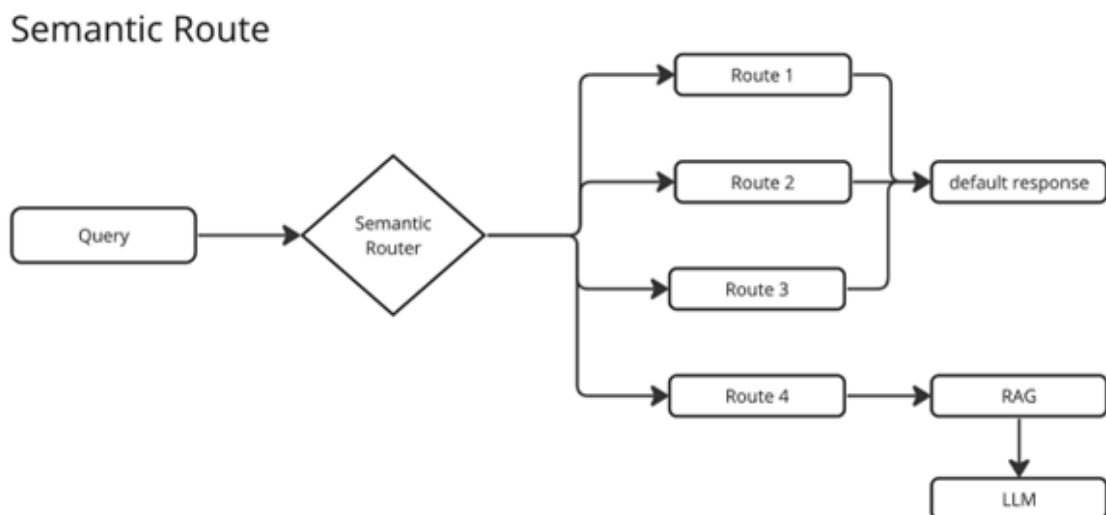 Semantic Route
Query
Semantic
Router
Route 1
Route 2
Route 3
Route 4
default response
RAG
LLM